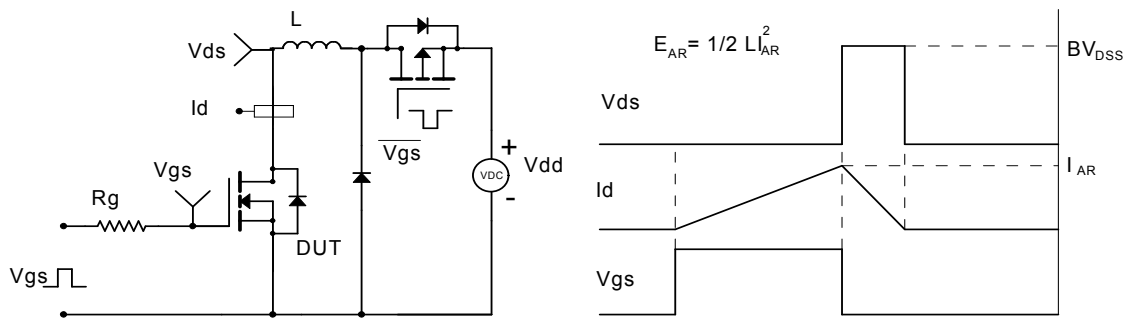 L
Vds
Id
Vgs
Vgs
+
Vdd
VDC
-
Vgs
Rg
DUT
Vgs
E_AR= 1/2 LI_AR^2
BV_DSS
Vds
I_AR
Id
Vgs